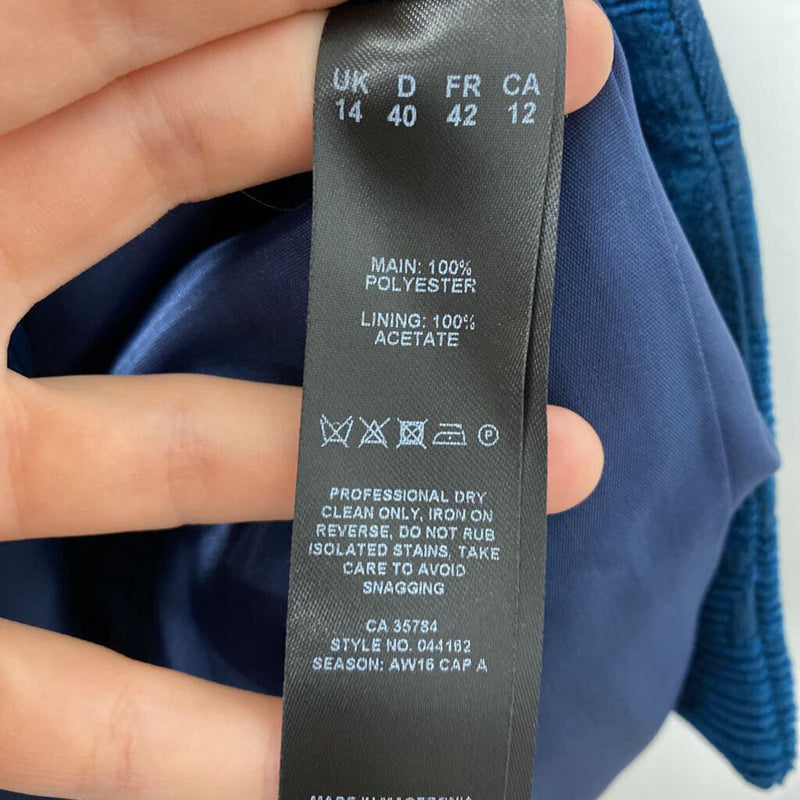 UK D FR CA
14 40 42 12
MAIN: 100%
POLYESTER
LINING: 100%
ACETATE
P
PROFESSIONAL DRY
CLEAN ONLY, IRON ON
REVERSE, DO NOT RUB
ISOLATED STAINS, TAKE
CARE TO AVOID
SNAGGING
CA 35784
STYLE NO. 044162
SEASON: AW16 CAP A
MADE IN